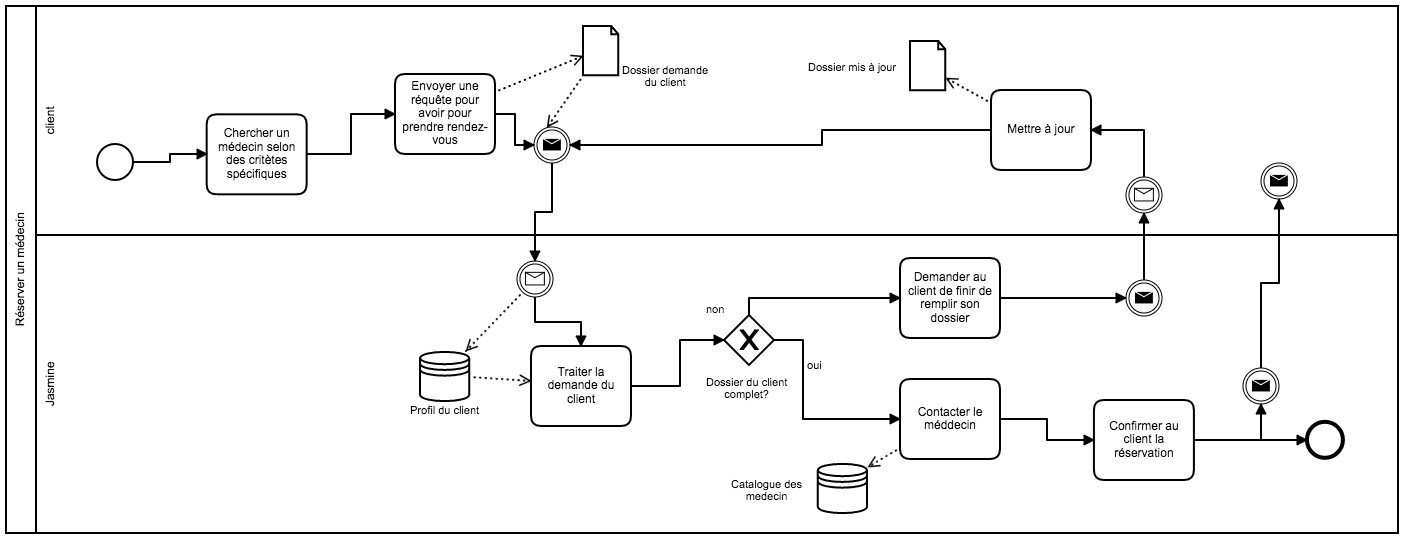 Réserver un médecin
client
Chercher un
médecin selon
des critètes
spécifiques
Envoyer une
réquête pour
avoir pour
prendre rendez-
vous
Dossier demande
du client
Dossier mis à jour
Mettre à jour
Jasmine
Profil du client
Traiter la
demande du
client
non
Dossier du client
complet?
oui
Demander au
client de finir de
remplir son
dossier
Contacter le
méddecin
Catalogue des
medecin
Confirmer au
client la
réservation